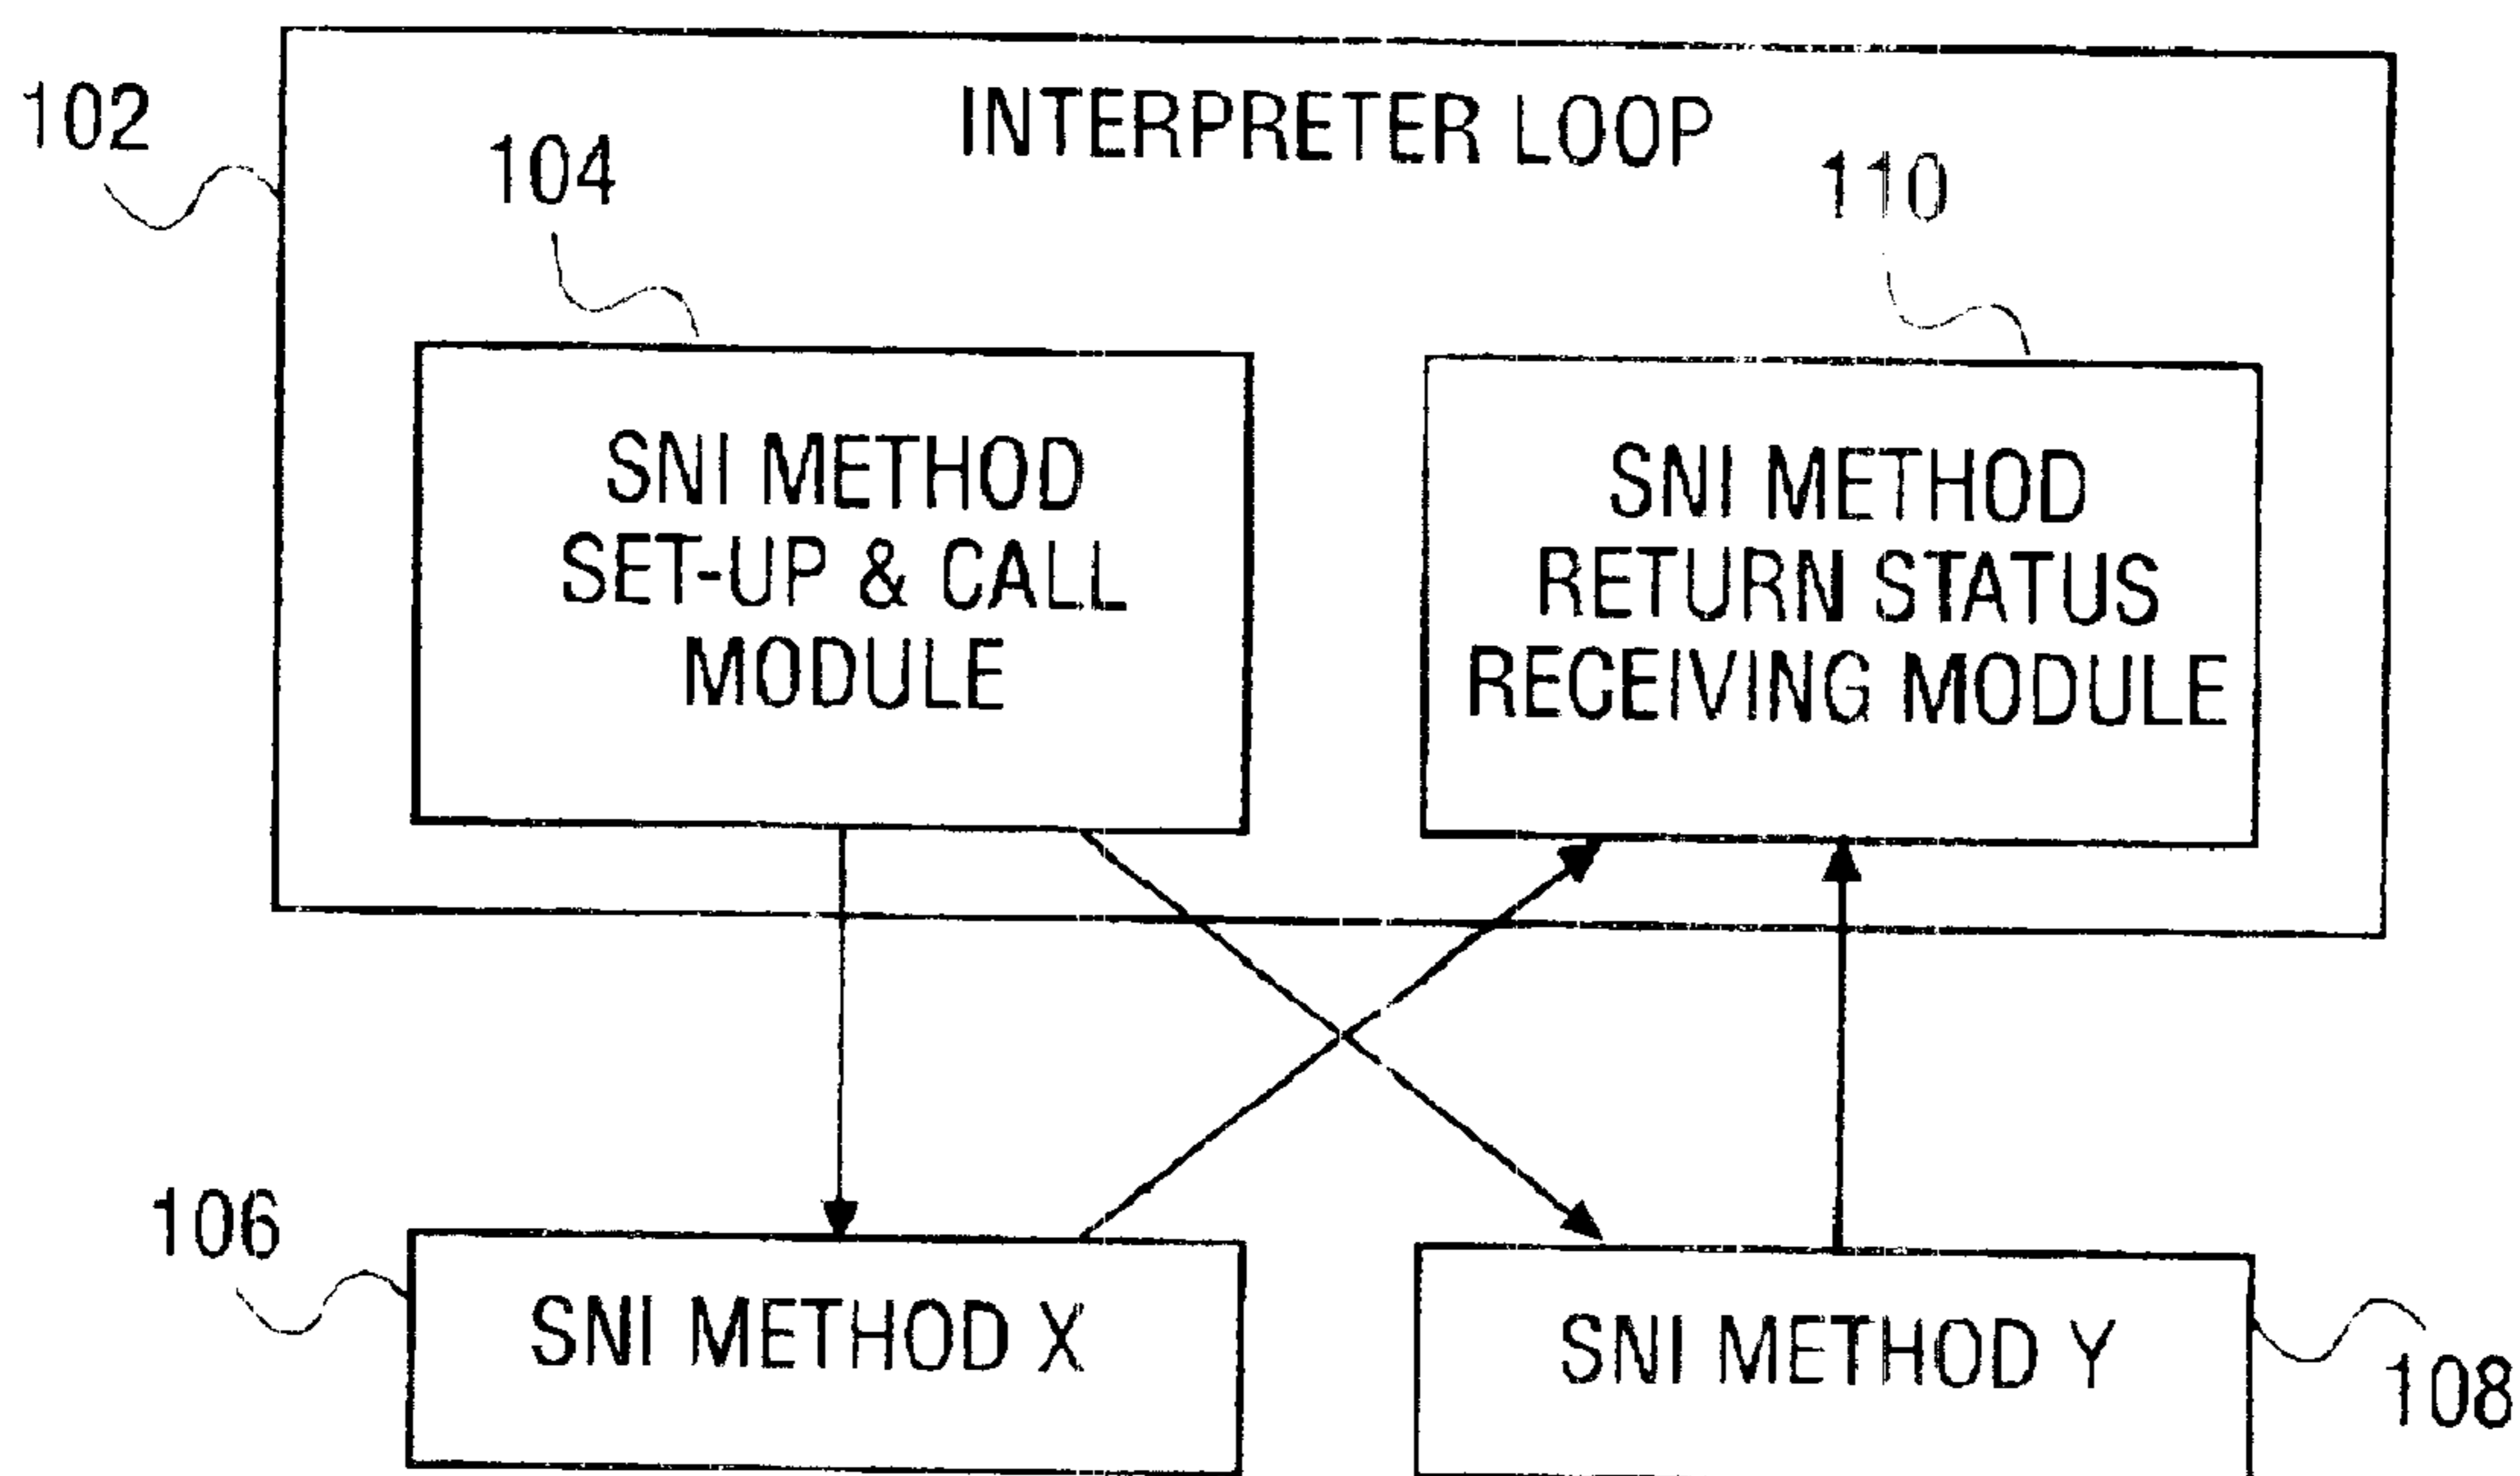 102
INTERPRETER LOOP
104
110
SNI METHOD
SET-UP & CALL
MODULE
SNI METHOD
RETURN STATUS
RECEIVING MODULE
106
SNI METHOD X
SNI METHOD Y
108